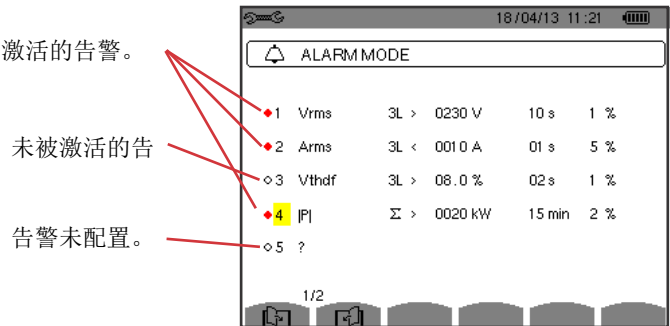 18/04/13 11:21
激活的告警。
ALARM MODE
1 Vrms 3L > 0230 V 10 s 1 %
2 Arms 3L < 0010 A 01 s 5 %
未被激活的告
3 Vthdf 3L > 08.0 % 02 s 1 %
4 |P| Σ > 0020 kW 15 min 2 %
告警未配置。
5 ?
1/2